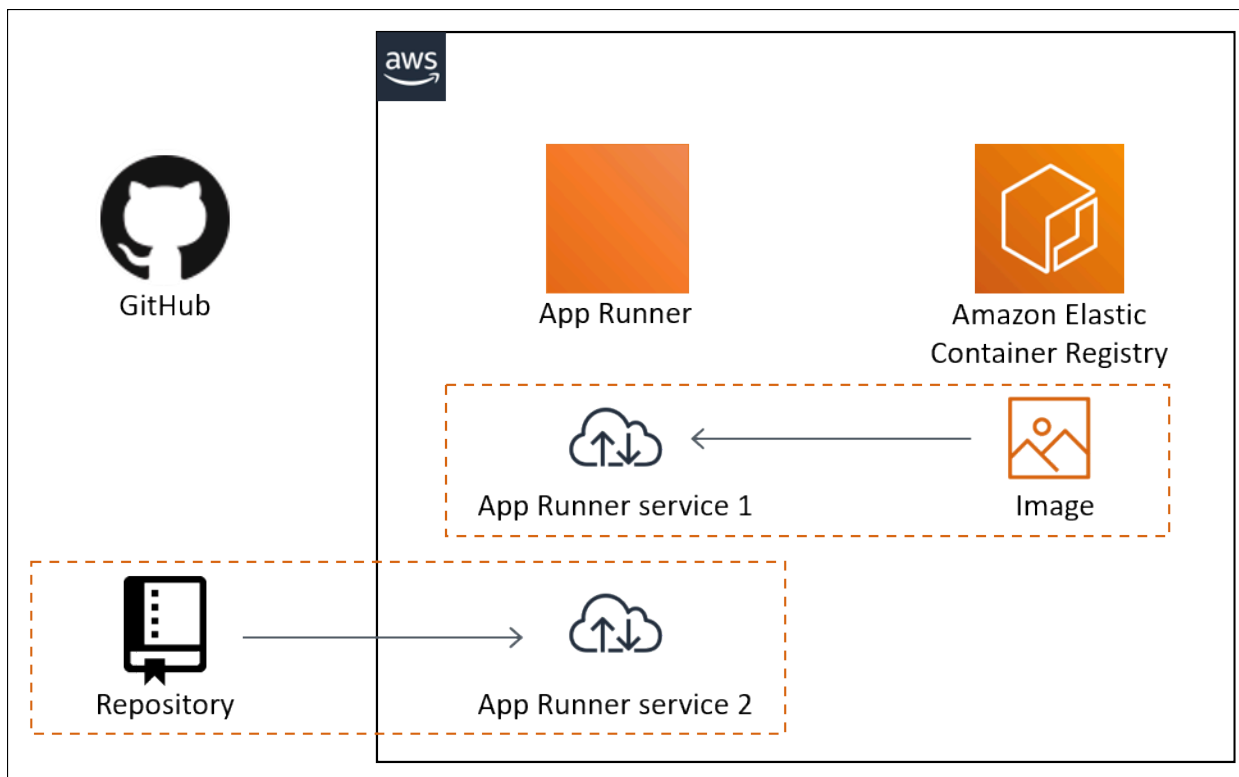 aws
GitHub
App Runner
Amazon Elastic
Container Registry
App Runner service 1
Image
Repository
App Runner service 2